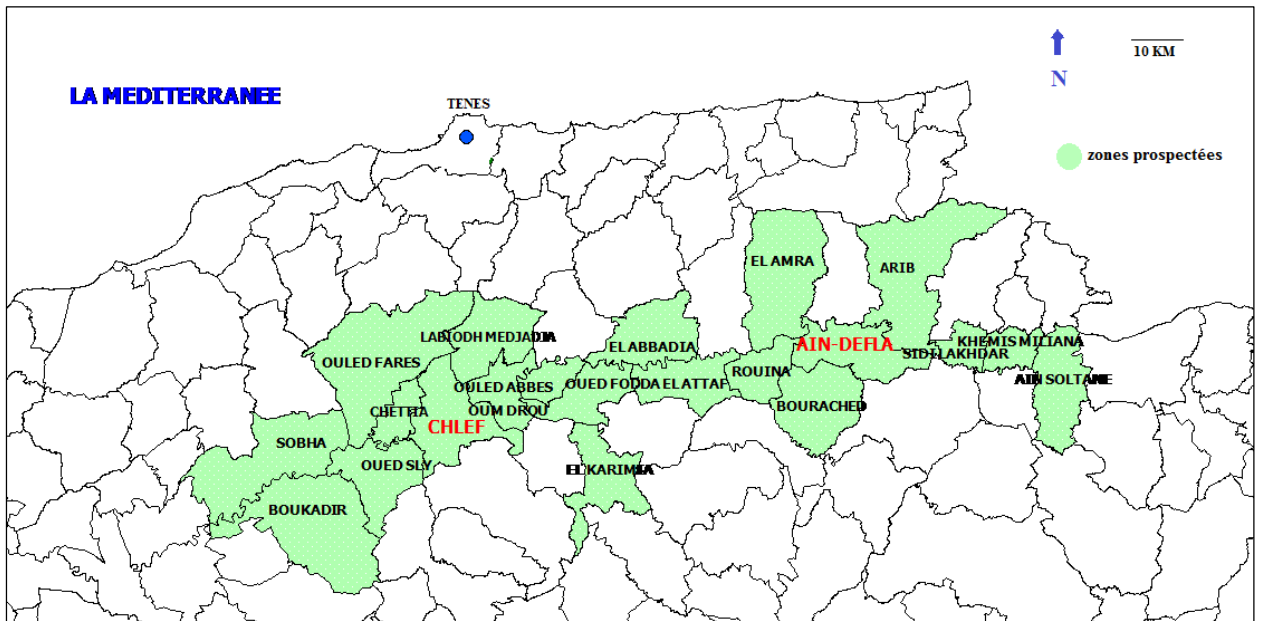 N
10 KM
LA MEDITERRANEE
TENES
zones prospectées
EL AMRA
ARIB
LABIODH MEDJADJA
EL ABBADIA
AIN-DEFLA
KHEMIS MILIANA
SIDI LAKHDAR
OULED FARES
ROUINA
AIN SOLTANE
OULED ABBES
OUED FODDA
EL ATTAF
CHETTIA
OUM DROU
BOURACHED
CHLEF
SOBHA
OUED SLY
EL KARIMIA
BOUKADIR